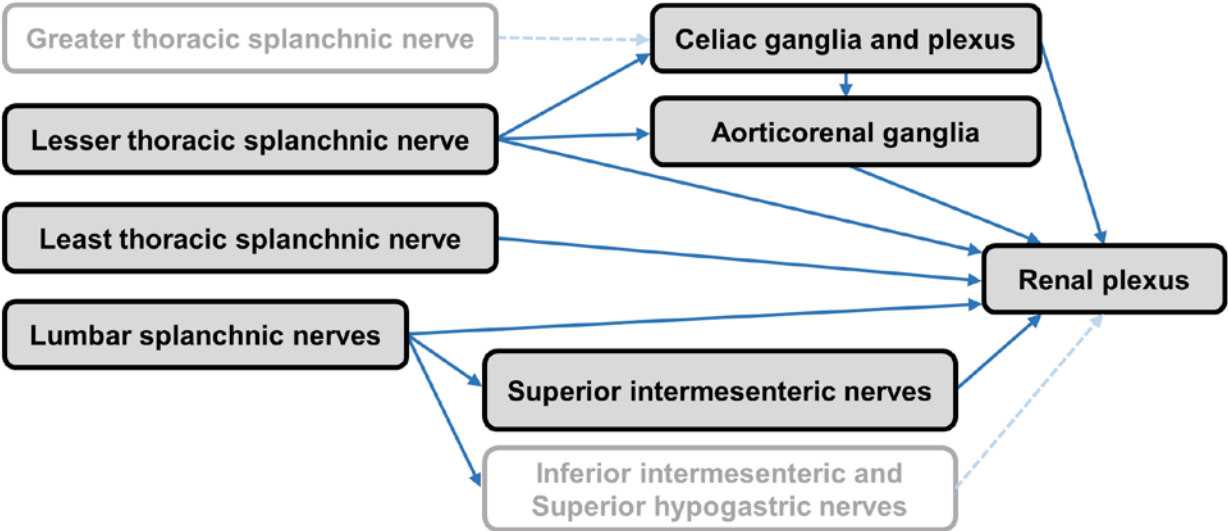 Greater thoracic splanchnic nerve
Celiac ganglia and plexus
Lesser thoracic splanchnic nerve
Aorticorenal ganglia
Least thoracic splanchnic nerve
Renal plexus
Lumbar splanchnic nerves
Superior intermesenteric nerves
Inferior intermesenteric and
Superior hypogastric nerves